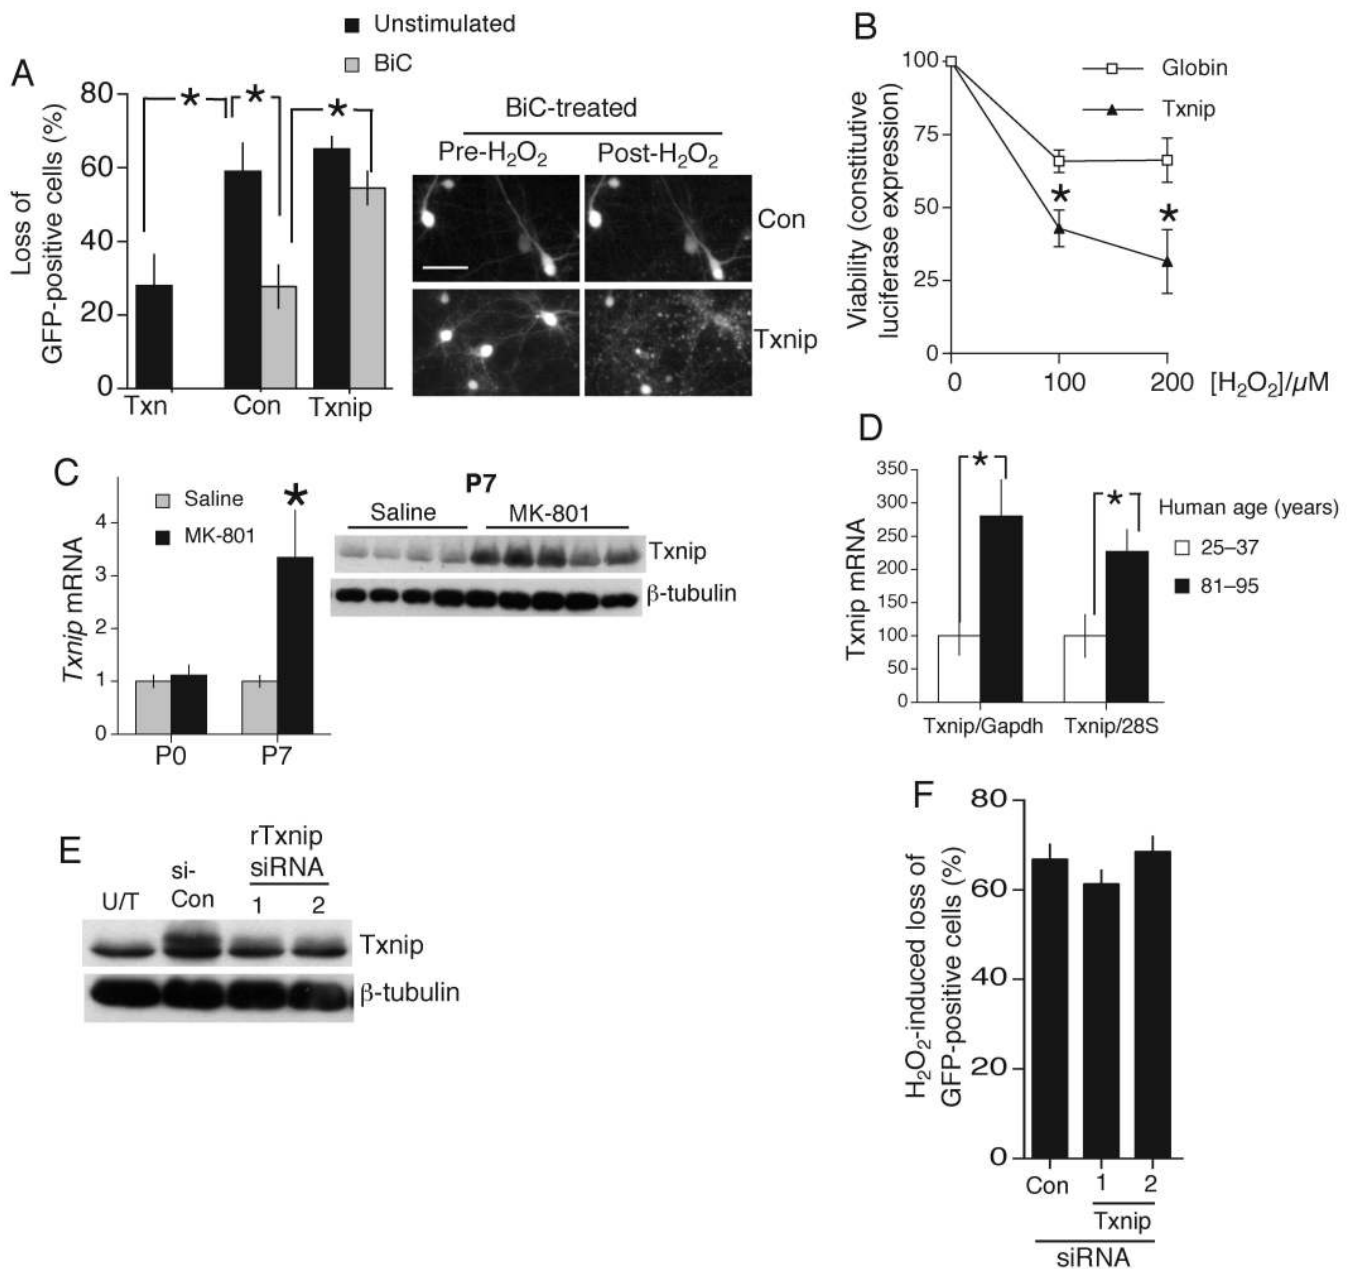 Unstimulated
BiC
A
Loss of
GFP-positive cells (%)
80
60
40
20
0
* * *
Txn Con Txnip
BiC-treated
Pre-H₂O₂ Post-H₂O₂
Con
Txnip
B
Viability (constitutive
luciferase expression)
100
75
50
25
0
Globin
Txnip
*
*
0 100 200 [H₂O₂]/µM
C
Txnip mRNA
4
3
2
1
0
Saline
MK-801
*
P0 P7
P7
Saline MK-801
Txnip
β-tubulin
D
Txnip mRNA
350
300
250
200
150
100
50
0
* *
Txnip/Gapdh Txnip/28S
Human age (years)
25–37
81–95
E
U/T
si-
Con
rTxnip
siRNA
1 2
Txnip
β-tubulin
F
H₂O₂-induced loss of
GFP-positive cells (%)
80
60
40
20
0
Con 1 2
Txnip
siRNA